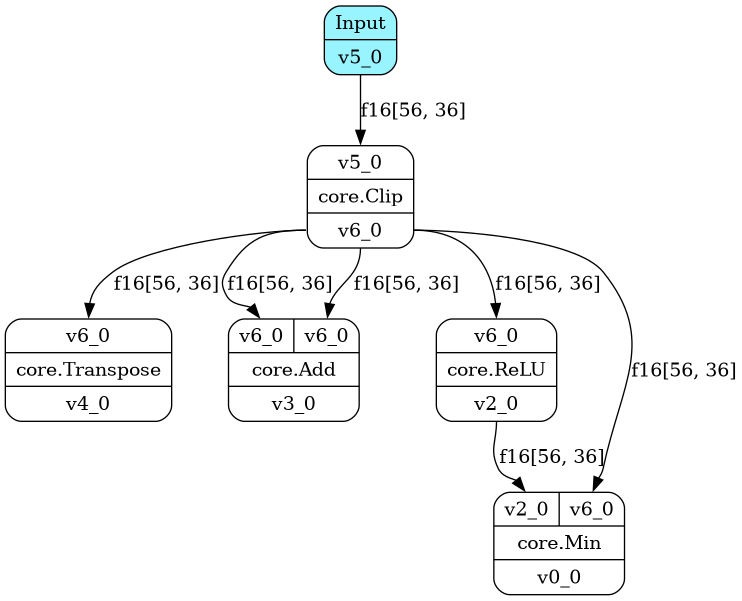 Input
v5_0
f16[56, 36]
v5_0
core.Clip
v6_0
f16[56, 36]
f16[56, 36]
f16[56, 36]
f16[56, 36]
v6_0
core.Transpose
v4_0
v6_0 v6_0
core.Add
v3_0
v6_0
core.ReLU
v2_0
f16[56, 36]
f16[56, 36]
v2_0 v6_0
core.Min
v0_0